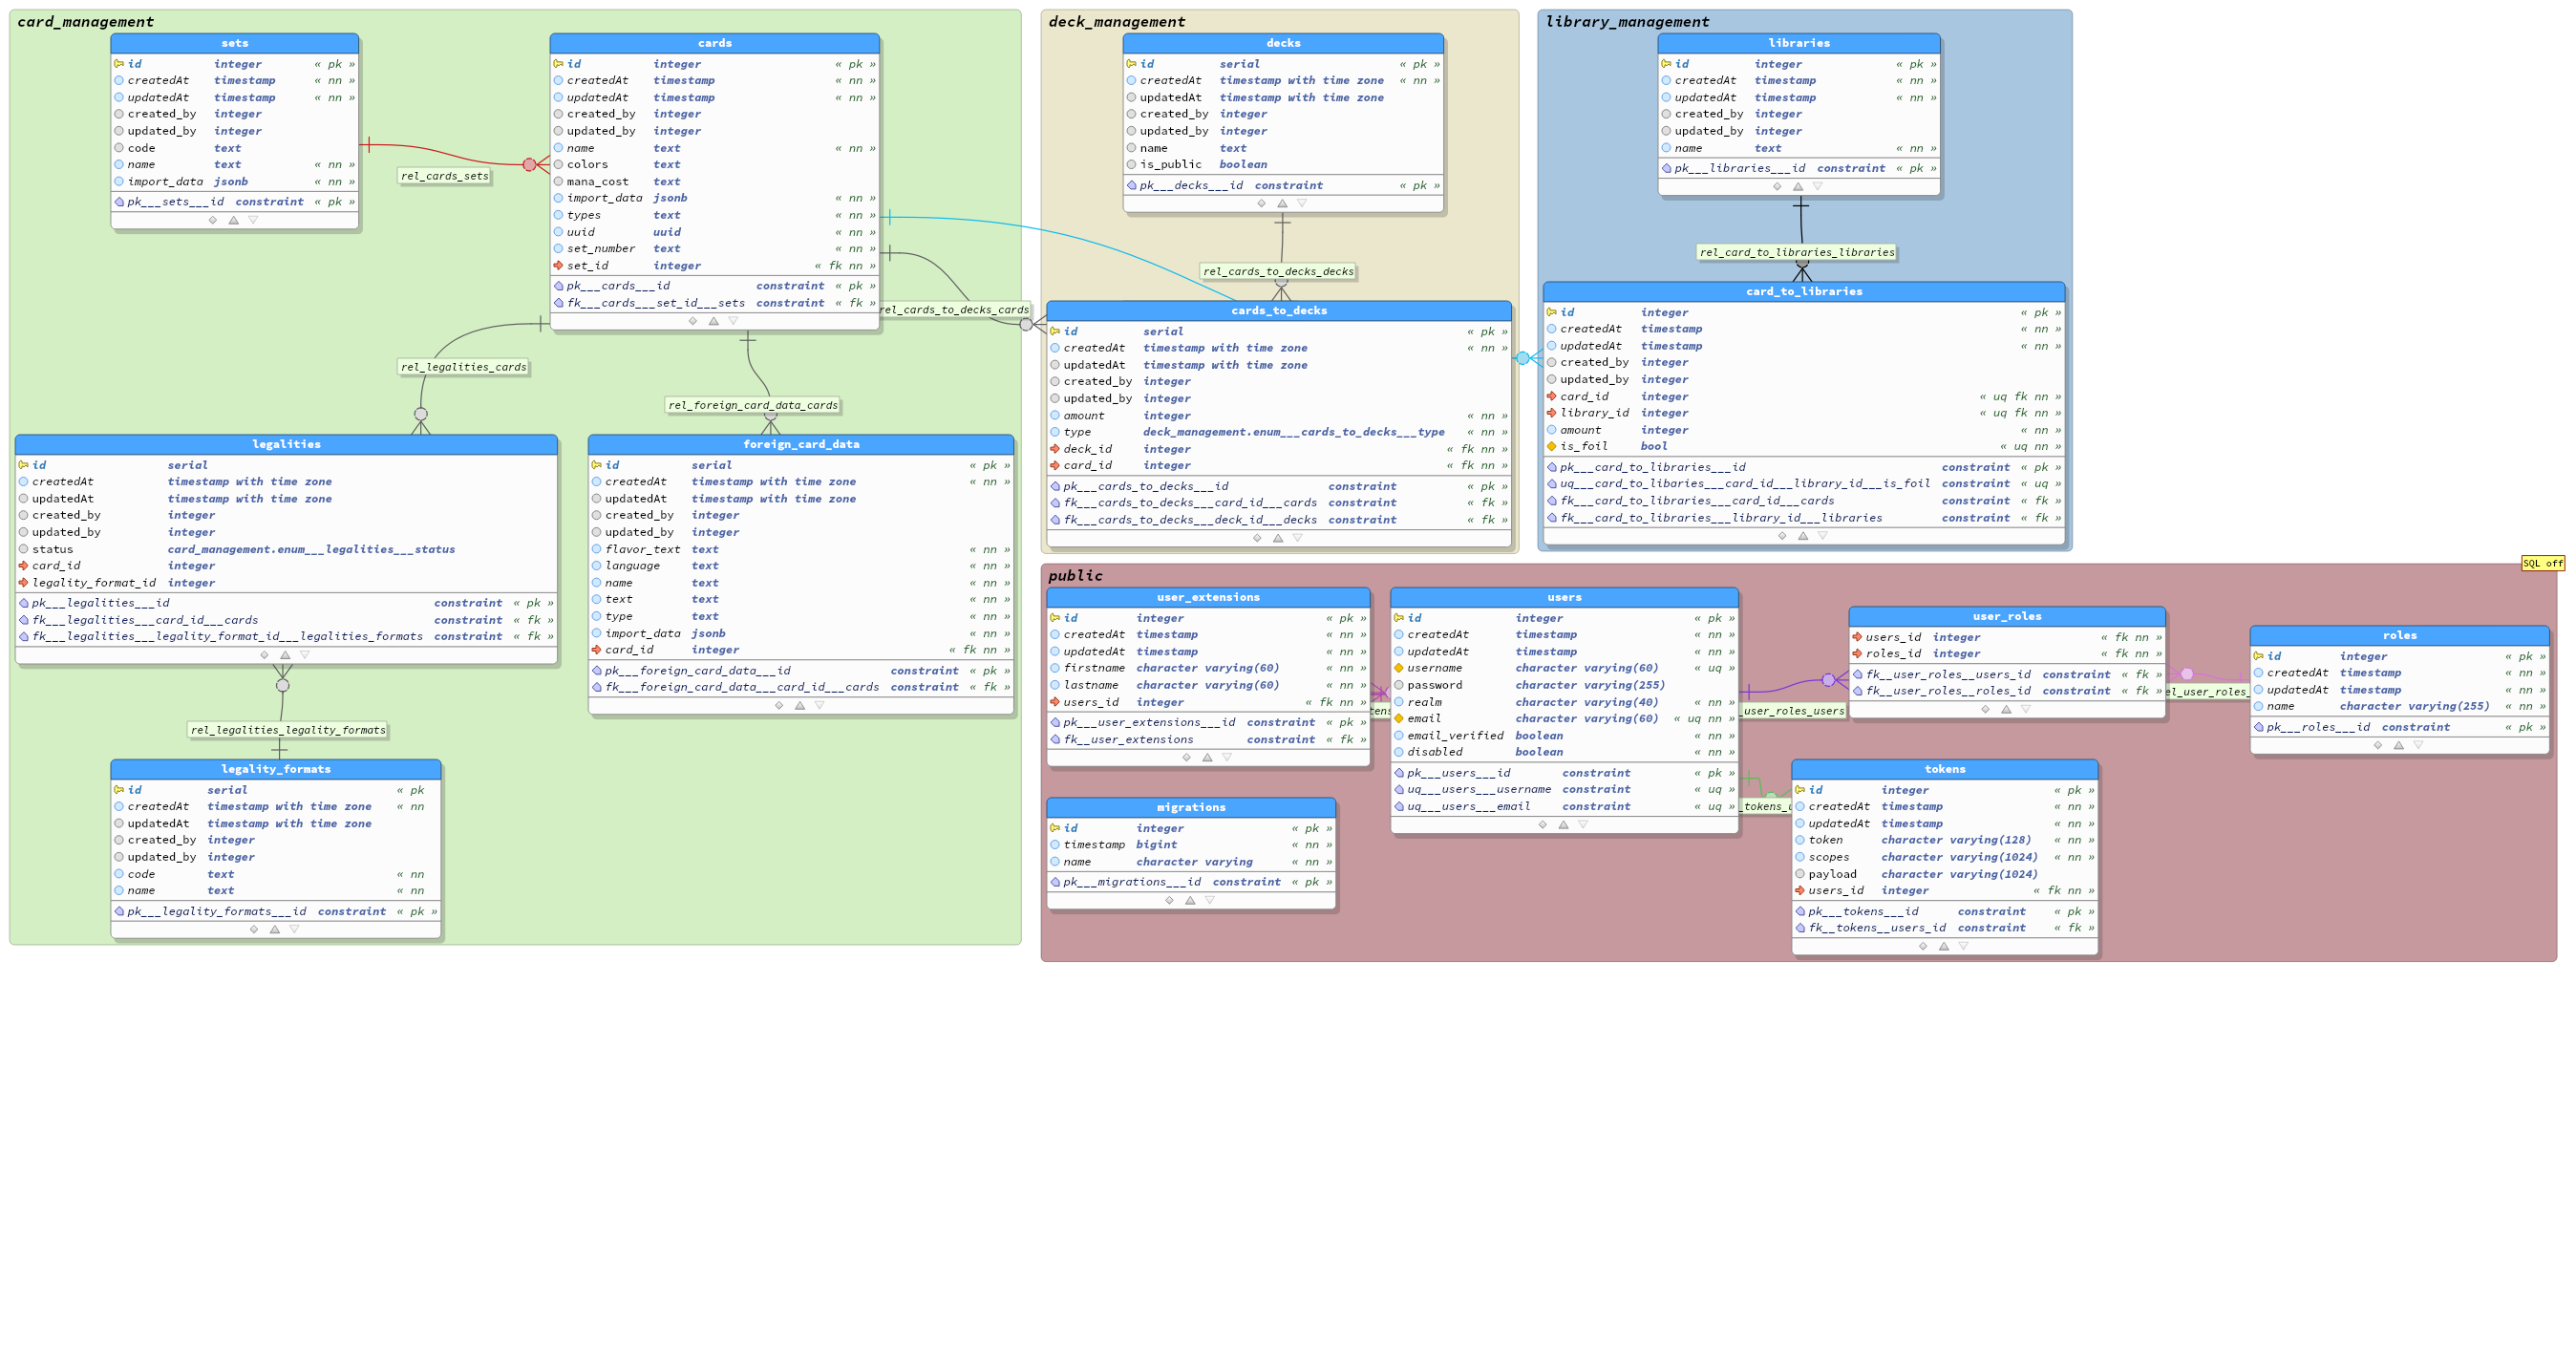 card_management
sets
id integer « pk »
createdAt timestamp « nn »
updatedAt timestamp « nn »
created_by integer
updated_by integer
code text
name text « nn »
import_data jsonb « nn »
pk___sets___id constraint « pk »
rel_cards_sets
cards
id integer « pk »
createdAt timestamp « nn »
updatedAt timestamp « nn »
created_by integer
updated_by integer
name text « nn »
colors text
mana_cost text
import_data jsonb « nn »
types text « nn »
uuid uuid « nn »
set_number text « nn »
set_id integer « fk nn »
pk___cards___id constraint « pk »
fk___cards___set_id___sets constraint « fk »
rel_cards_to_decks_cards
rel_legalities_cards
rel_foreign_card_data_cards
legalities
id serial
createdAt timestamp with time zone
updatedAt timestamp with time zone
created_by integer
updated_by integer
status card_management.enum___legalities___status
card_id integer
legality_format_id integer
pk___legalities___id constraint « pk »
fk___legalities___card_id___cards constraint « fk »
fk___legalities___legality_format_id___legalities_formats constraint « fk »
rel_legalities_legality_formats
foreign_card_data
id serial « pk »
createdAt timestamp with time zone « nn »
updatedAt timestamp with time zone
created_by integer
updated_by integer
flavor_text text « nn »
language text « nn »
name text « nn »
text text « nn »
type text « nn »
import_data jsonb « nn »
card_id integer « fk nn »
pk___foreign_card_data___id constraint « pk »
fk___foreign_card_data___card_id___cards constraint « fk »
legality_formats
id serial « pk
createdAt timestamp with time zone « nn
updatedAt timestamp with time zone
created_by integer
updated_by integer
code text « nn
name text « nn
pk___legality_formats___id constraint « pk »
deck_management
decks
id serial « pk »
createdAt timestamp with time zone « nn »
updatedAt timestamp with time zone
created_by integer
updated_by integer
name text
is_public boolean
pk___decks___id constraint « pk »
rel_cards_to_decks_decks
cards_to_decks
id serial « pk »
createdAt timestamp with time zone « nn »
updatedAt timestamp with time zone
created_by integer
updated_by integer
amount integer « nn »
type deck_management.enum___cards_to_decks___type « nn »
deck_id integer « fk nn »
card_id integer « fk nn »
pk___cards_to_decks___id constraint « pk »
fk___cards_to_decks___card_id___cards constraint « fk »
fk___cards_to_decks___deck_id___decks constraint « fk »
library_management
libraries
id integer « pk »
createdAt timestamp « nn »
updatedAt timestamp « nn »
created_by integer
updated_by integer
name text « nn »
pk___libraries___id constraint « pk »
rel_card_to_libraries_libraries
card_to_libraries
id integer « pk »
createdAt timestamp « nn »
updatedAt timestamp « nn »
created_by integer
updated_by integer
card_id integer « uq fk nn »
library_id integer « uq fk nn »
amount integer « nn »
is_foil bool « uq nn »
pk___card_to_libraries___id constraint « pk »
uq___card_to_libaries___card_id___library_id___is_foil constraint « uq »
fk___card_to_libraries___card_id___cards constraint « fk »
fk___card_to_libraries___library_id___libraries constraint « fk »
SQL off
public
user_extensions
id integer « pk »
createdAt timestamp « nn »
updatedAt timestamp « nn »
firstname character varying(60) « nn »
lastname character varying(60) « nn »
users_id integer « fk nn »
pk___user_extensions___id constraint « pk »
fk__user_extensions constraint « fk »
migrations
id integer « pk »
timestamp bigint « nn »
name character varying « nn »
pk___migrations___id constraint « pk »
users
id integer « pk »
createdAt timestamp « nn »
updatedAt timestamp « nn »
username character varying(60) « uq »
password character varying(255)
realm character varying(40) « nn »
email character varying(60) « uq nn »
email_verified boolean « nn »
disabled boolean « nn »
pk___users___id constraint « pk »
uq___users___username constraint « uq »
uq___users___email constraint « uq »
_user_roles_users
user_roles
users_id integer « fk nn »
roles_id integer « fk nn »
fk__user_roles__users_id constraint « fk »
fk__user_roles__roles_id constraint « fk »
el_user_roles_
roles
id integer « pk »
createdAt timestamp « nn »
updatedAt timestamp « nn »
name character varying(255) « nn »
pk___roles___id constraint « pk »
tokens
id integer « pk »
createdAt timestamp « nn »
updatedAt timestamp « nn »
token character varying(128) « nn »
scopes character varying(1024) « nn »
payload character varying(1024)
users_id integer « fk nn »
pk___tokens___id constraint « pk »
fk__tokens__users_id constraint « fk »